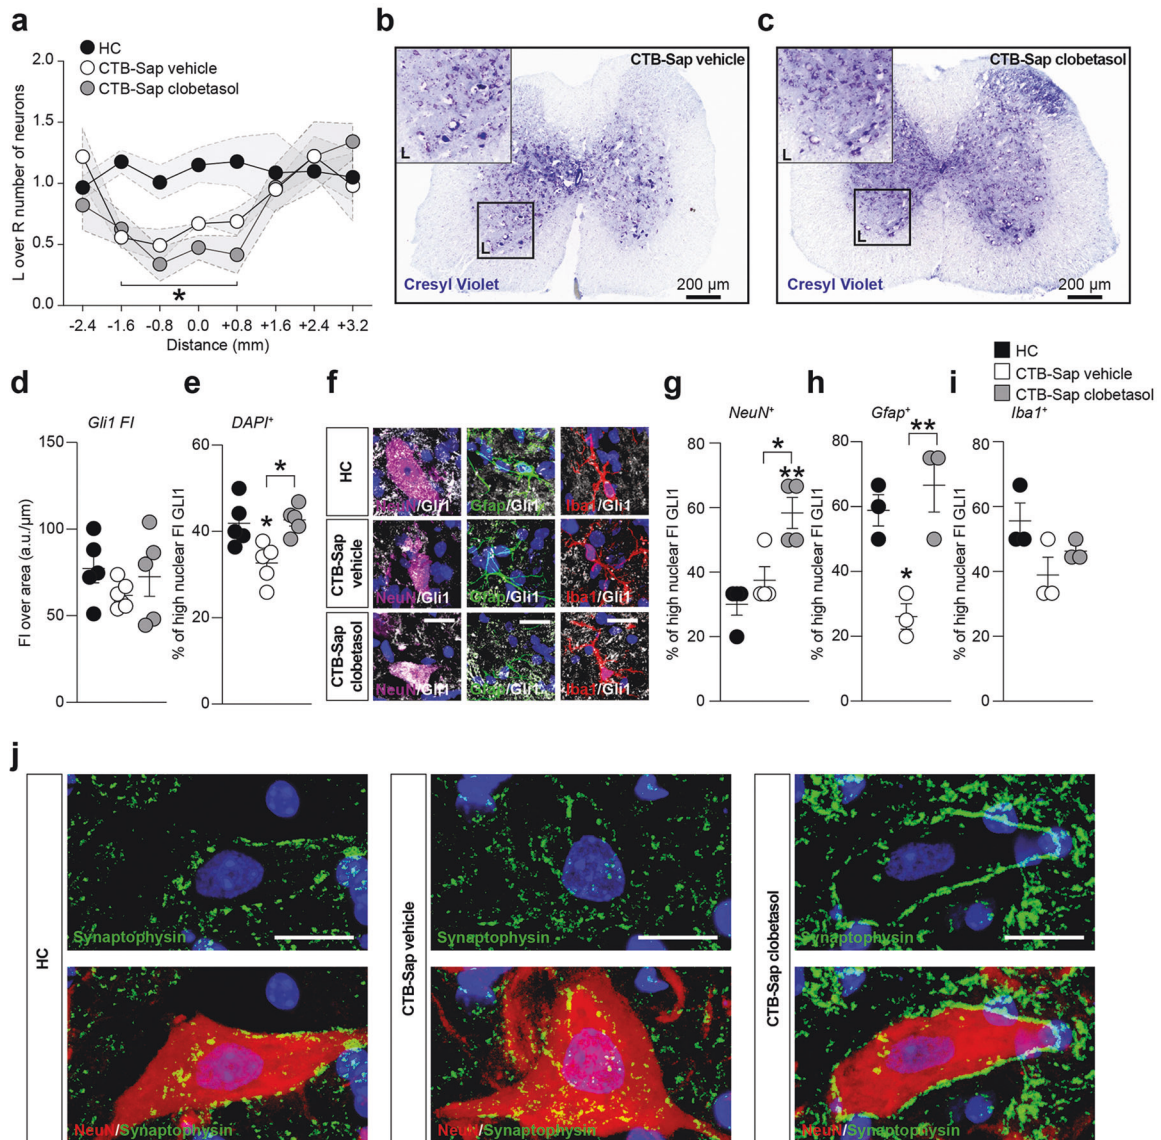 a
HC
CTB-Sap vehicle
CTB-Sap clobetasol
L over R number of neurons
2.0
1.5
1.0
0.5
0.0
*
-2.4 -1.6 -0.8 0.0 +0.8 +1.6 +2.4 +3.2
Distance (mm)
b
CTB-Sap vehicle
L
L
Cresyl Violet
200 µm
c
CTB-Sap clobetasol
L
L
Cresyl Violet
200 µm
HC
CTB-Sap vehicle
CTB-Sap clobetasol
d
Gli1 FI
FI over area (a.u./µm)
150
100
50
0
e
DAPI+
% of high nuclear FI GLI1
60
40
20
0
*
*
f
HC
NeuN/Gli1
Gfap/Gli1
Iba1/Gli1
CTB-Sap
vehicle
NeuN/Gli1
Gfap/Gli1
Iba1/Gli1
CTB-Sap
clobetasol
NeuN/Gli1
Gfap/Gli1
Iba1/Gli1
g
NeuN+
% of high nuclear FI GLI1
80
60
40
20
0
*
**
h
Gfap+
% of high nuclear FI GLI1
80
60
40
20
0
**
*
i
Iba1+
% of high nuclear FI GLI1
80
60
40
20
0
j
HC
Synaptophysin
NeuN/Synaptophysin
CTB-Sap vehicle
Synaptophysin
NeuN/Synaptophysin
CTB-Sap clobetasol
Synaptophysin
NeuN/Synaptophysin